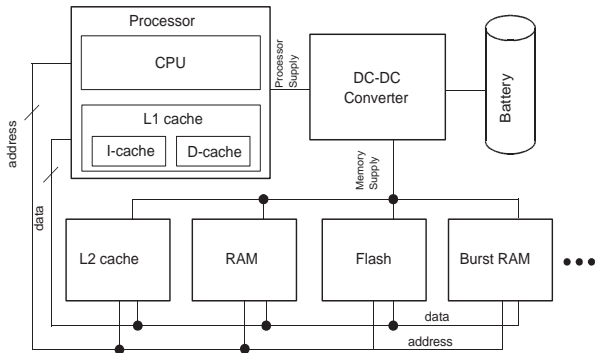 Processor
CPU
L1 cache
I-cache
D-cache
Processor
Supply
DC-DC
Converter
Battery
address
data
Memory
Supply
L2 cache
RAM
Flash
Burst RAM
data
address